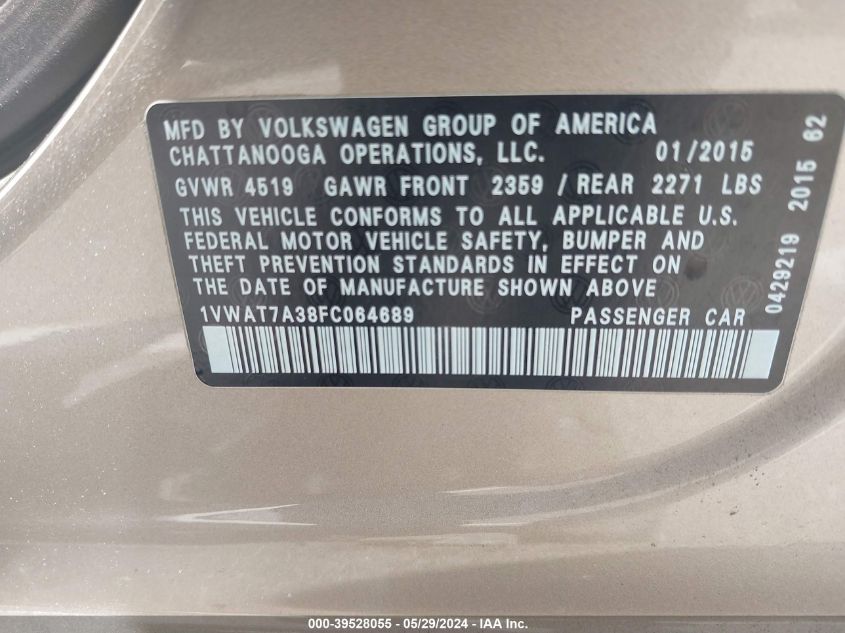 MFD BY VOLKSWAGEN GROUP OF AMERICA
CHATTANOOGA OPERATIONS, LLC. 01/2015
GVWR 4519 GAWR FRONT 2359 / REAR 2271 LBS
THIS VEHICLE CONFORMS TO ALL APPLICABLE U.S.
FEDERAL MOTOR VEHICLE SAFETY, BUMPER AND
THEFT PREVENTION STANDARDS IN EFFECT ON
THE DATE OF MANUFACTURE SHOWN ABOVE
1VWAT7A38FC064689 PASSENGER CAR
0429219 2015 62
000-39528055 - 05/29/2024 - IAA Inc.